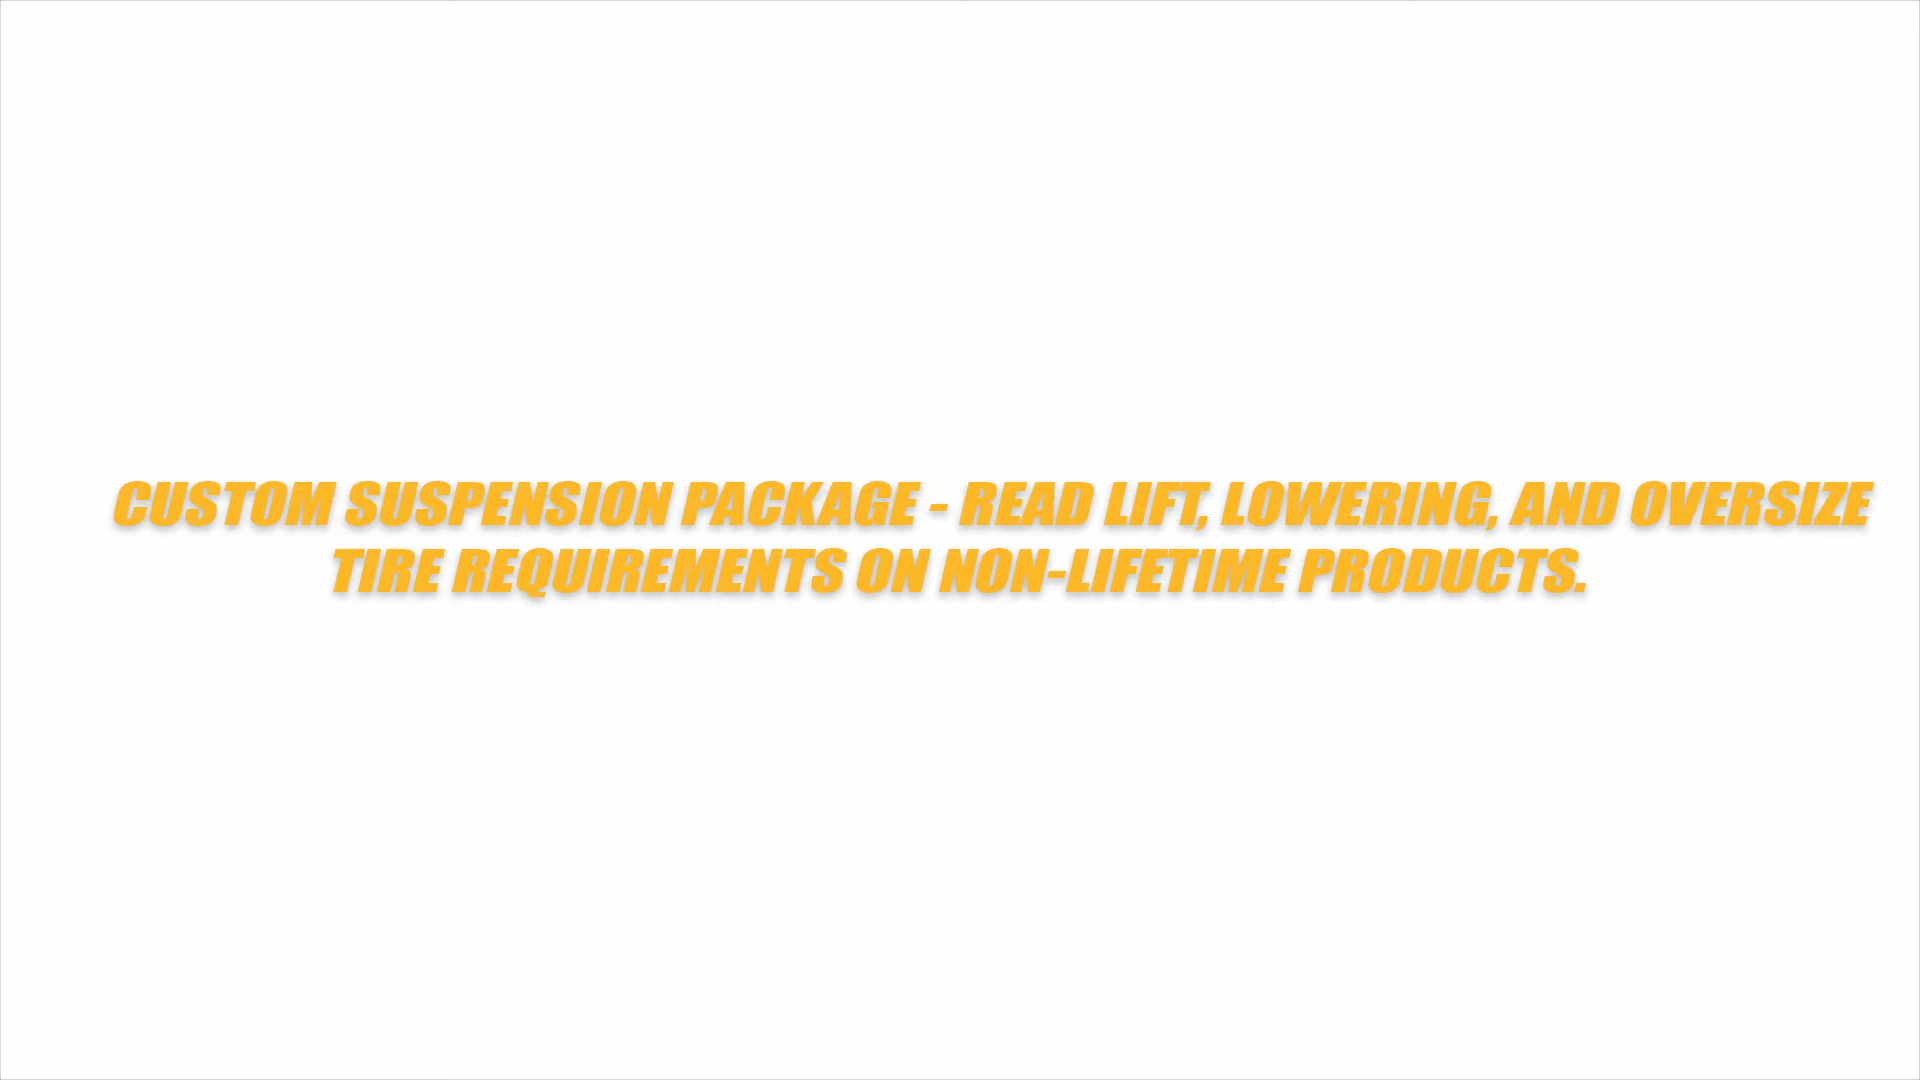 CUSTOM SUSPENSION PACKAGE - READ LIFT, LOWERING, AND OVERSIZE
TIRE REQUIREMENTS ON NON-LIFETIME PRODUCTS.